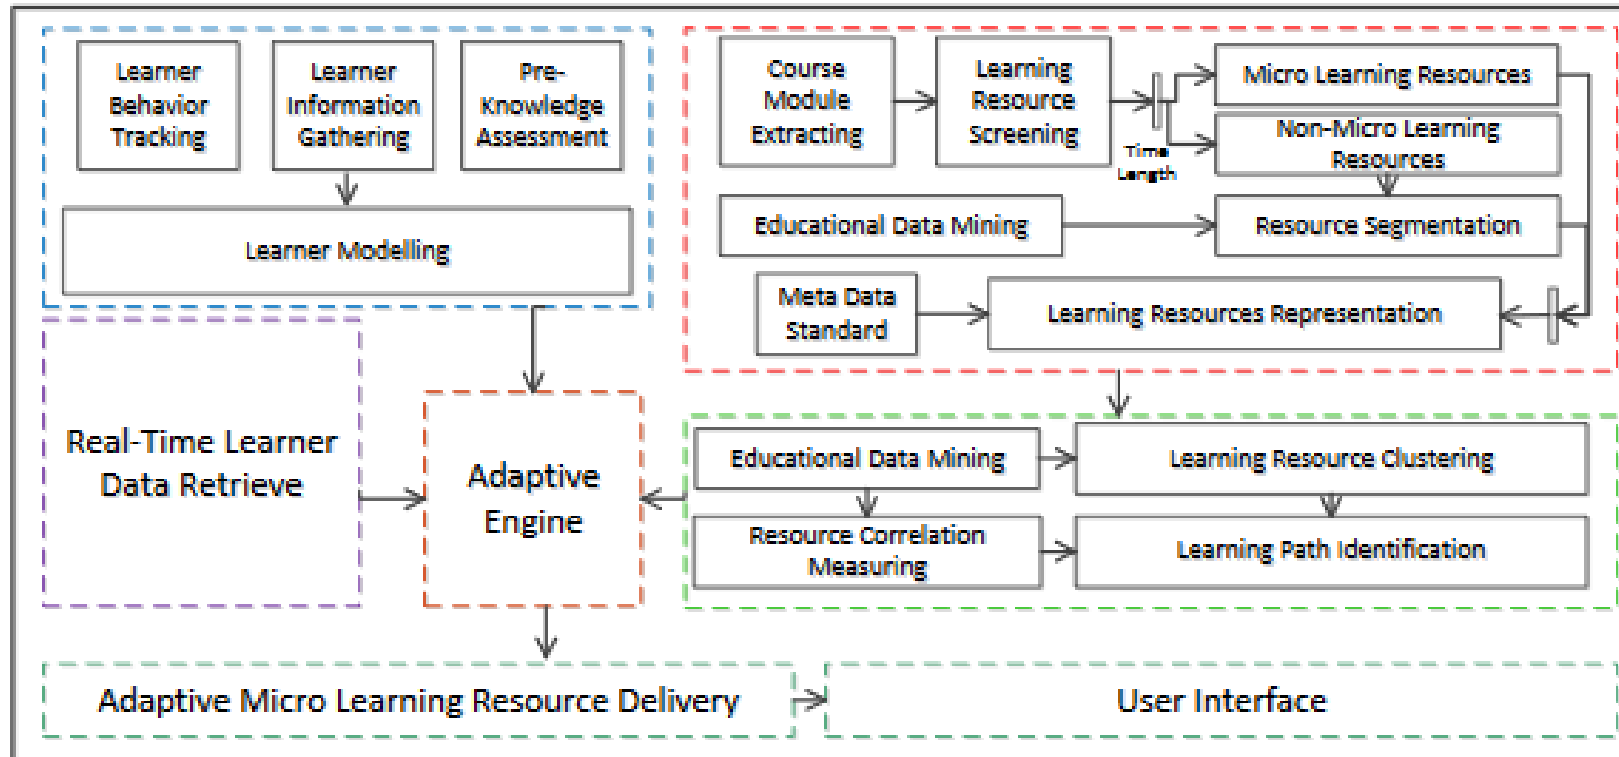 Learner
Behavior
Tracking
Learner
Information
Gathering
Pre-
Knowledge
Assessment
Learner Modelling
Course
Module
Extracting
Learning
Resource
Screening
Time
Length
Micro Learning Resources
Non-Micro Learning
Resources
Educational Data Mining
Resource Segmentation
Meta Data
Standard
Learning Resources Representation
Real-Time Learner
Data Retrieve
Adaptive
Engine
Educational Data Mining
Learning Resource Clustering
Resource Correlation
Measuring
Learning Path Identification
Adaptive Micro Learning Resource Delivery
User Interface